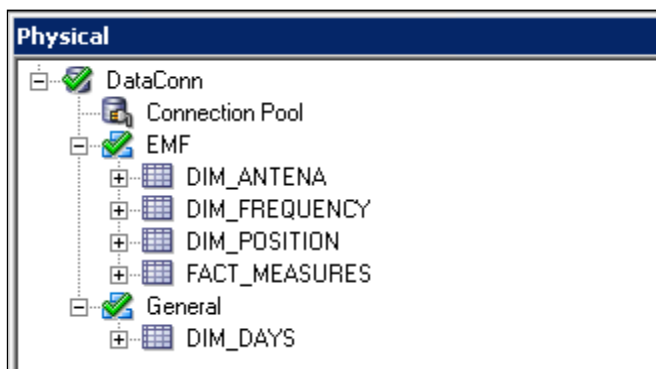 Physical
DataConn
Connection Pool
EMF
DIM_ANTENA
DIM_FREQUENCY
DIM_POSITION
FACT_MEASURES
General
DIM_DAYS